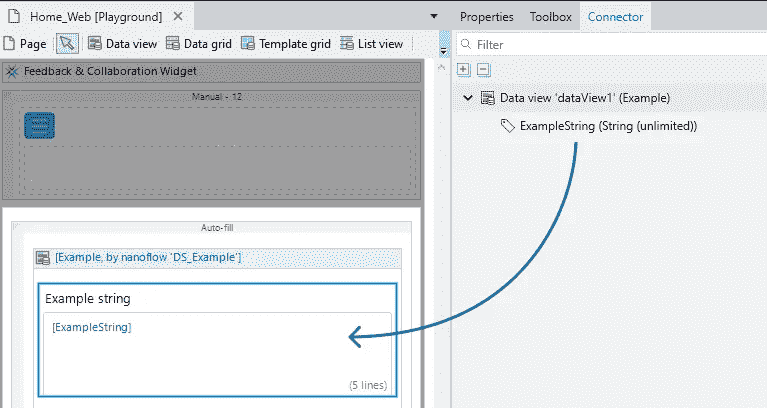 Home_Web [Playground]
Properties Toolbox Connector
Page Data view Data grid Template grid List view
Filter
Feedback & Collaboration Widget
Manual - 12
Data view 'dataView1' (Example)
ExampleString (String (unlimited))
Auto-fill
[Example, by nanoflow 'DS_Example']
Example string
[ExampleString]
(5 lines)